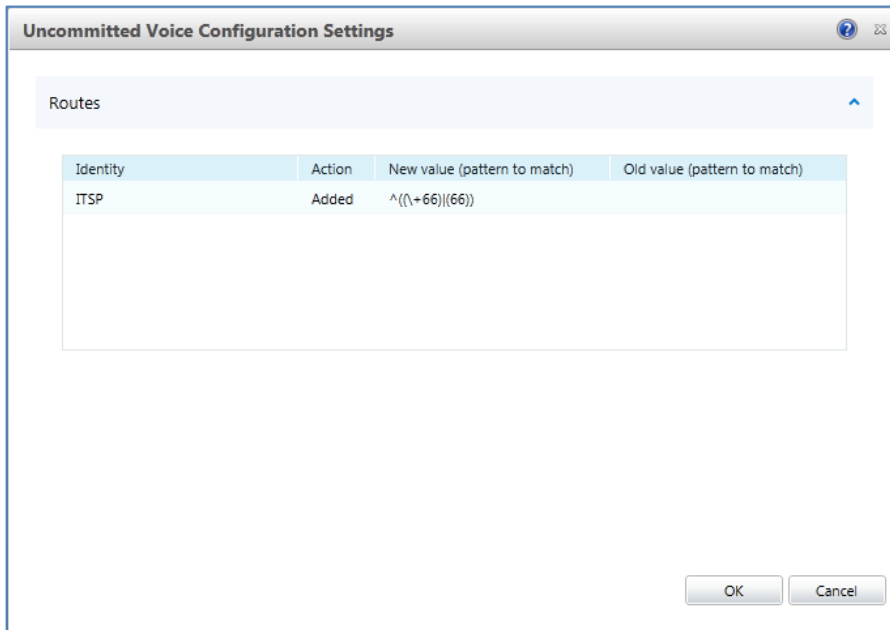 Uncommitted Voice Configuration Settings
Routes
Identity Action New value (pattern to match) Old value (pattern to match)
ITSP Added ^((\+66)|(66))
OK Cancel